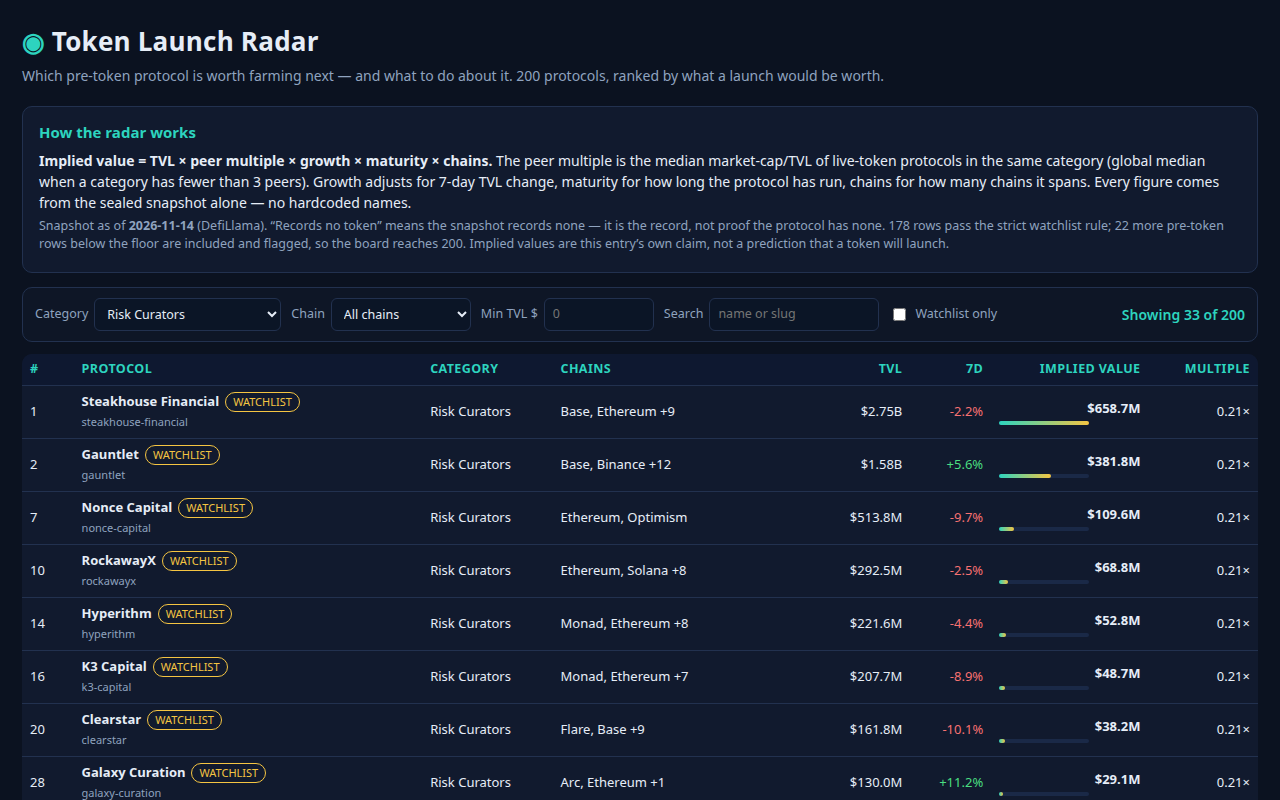 ◉ Token Launch Radar
Which pre-token protocol is worth farming next — and what to do about it. 200 protocols, ranked by what a launch would be worth.
How the radar works
Implied value = TVL × peer multiple × growth × maturity × chains. The peer multiple is the median market-cap/TVL of live-token protocols in the same category (global median
when a category has fewer than 3 peers). Growth adjusts for 7-day TVL change, maturity for how long the protocol has run, chains for how many chains it spans. Every figure comes
from the sealed snapshot alone — no hardcoded names.
Snapshot as of 2026-11-14 (DefiLlama). “Records no token” means the snapshot records none — it is the record, not proof the protocol has none. 178 rows pass the strict watchlist rule; 22 more pre-token
rows below the floor are included and flagged, so the board reaches 200. Implied values are this entry’s own claim, not a prediction that a token will launch.
Category Risk Curators Chain All chains Min TVL $ 0 Search name or slug Watchlist only Showing 33 of 200
# PROTOCOL CATEGORY CHAINS TVL 7D IMPLIED VALUE MULTIPLE
1 Steakhouse Financial WATCHLIST Risk Curators Base, Ethereum +9 $2.75B -2.2% $658.7M 0.21×
steakhouse-financial
2 Gauntlet WATCHLIST Risk Curators Base, Binance +12 $1.58B +5.6% $381.8M 0.21×
gauntlet
7 Nonce Capital WATCHLIST Risk Curators Ethereum, Optimism $513.8M -9.7% $109.6M 0.21×
nonce-capital
10 RockawayX WATCHLIST Risk Curators Ethereum, Solana +8 $292.5M -2.5% $68.8M 0.21×
rockawayx
14 Hyperithm WATCHLIST Risk Curators Monad, Ethereum +8 $221.6M -4.4% $52.8M 0.21×
hyperithm
16 K3 Capital WATCHLIST Risk Curators Monad, Ethereum +7 $207.7M -8.9% $48.7M 0.21×
k3-capital
20 Clearstar WATCHLIST Risk Curators Flare, Base +9 $161.8M -10.1% $38.2M 0.21×
clearstar
28 Galaxy Curation WATCHLIST Risk Curators Arc, Ethereum +1 $130.0M +11.2% $29.1M 0.21×
galaxy-curation